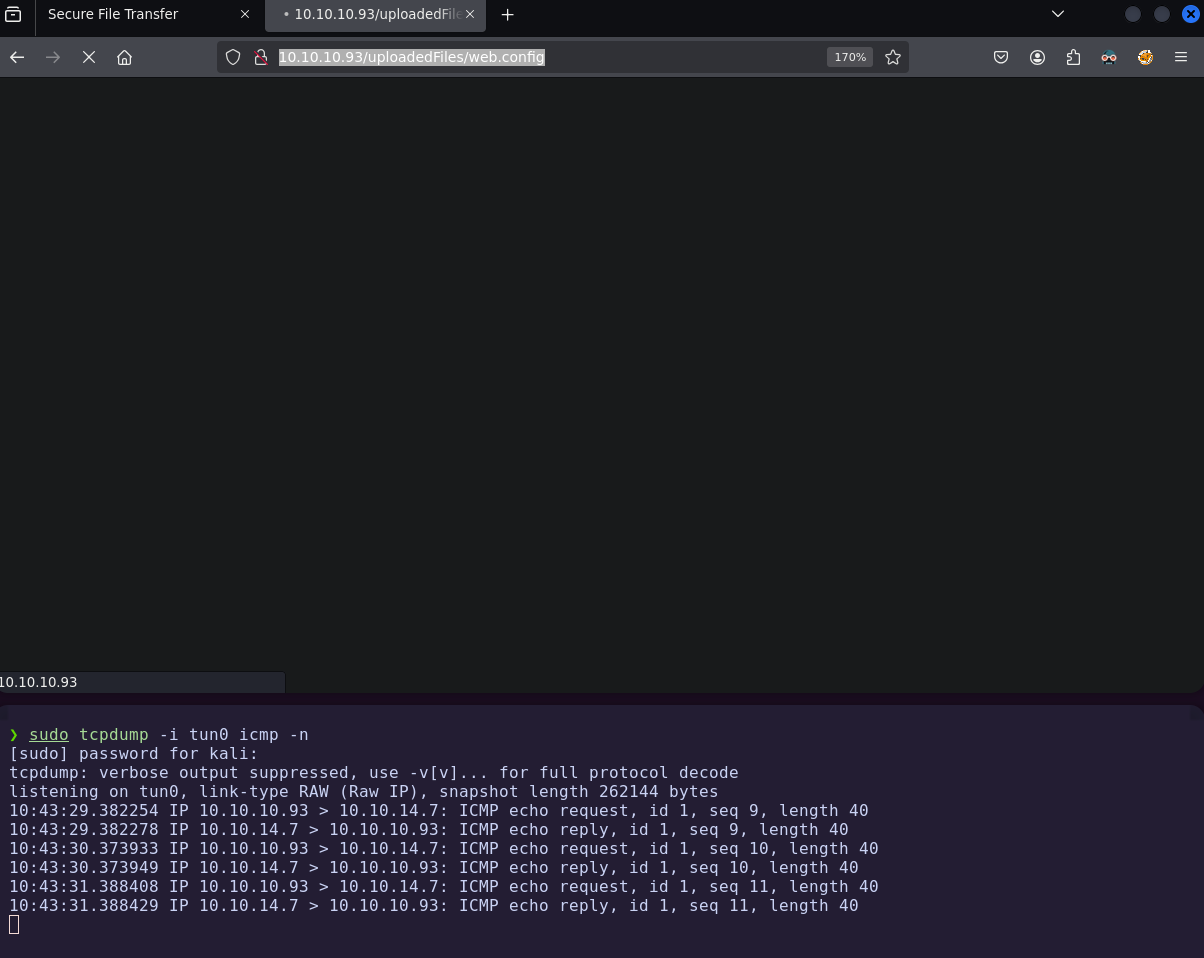 Secure File Transfer
10.10.10.93/uploadedFile
10.10.10.93/uploadedFiles/web.config
170%
10.10.10.93
❯ sudo tcpdump -i tun0 icmp -n
[sudo] password for kali:
tcpdump: verbose output suppressed, use -v[v]... for full protocol decode
listening on tun0, link-type RAW (Raw IP), snapshot length 262144 bytes
10:43:29.382254 IP 10.10.10.93 > 10.10.14.7: ICMP echo request, id 1, seq 9, length 40
10:43:29.382278 IP 10.10.14.7 > 10.10.10.93: ICMP echo reply, id 1, seq 9, length 40
10:43:30.373933 IP 10.10.10.93 > 10.10.14.7: ICMP echo request, id 1, seq 10, length 40
10:43:30.373949 IP 10.10.14.7 > 10.10.10.93: ICMP echo reply, id 1, seq 10, length 40
10:43:31.388408 IP 10.10.10.93 > 10.10.14.7: ICMP echo request, id 1, seq 11, length 40
10:43:31.388429 IP 10.10.14.7 > 10.10.10.93: ICMP echo reply, id 1, seq 11, length 40